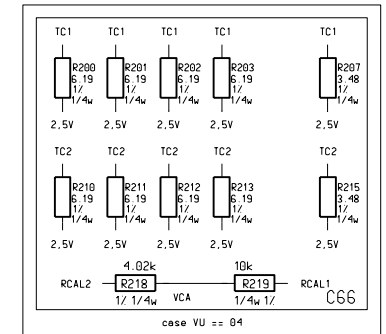 TC1 TC1 TC1 TC1 TC1
R200 R201 R202 R203 R207
6.19 6.19 6.19 6.19 3.48
1% 1% 1% 1% 1%
1/4w 1/4w 1/4w 1/4w 1/4w
2,5V 2,5V 2,5V 2,5V 2,5V
TC2 TC2 TC2 TC2 TC2
R210 R211 R212 R213 R215
6.19 6.19 6.19 6.19 3.48
1% 1% 1% 1% 1%
1/4w 1/4w 1/4w 1/4w 1/4w
2,5V 2,5V 2,5V 2,5V 2,5V
4.02k 10k
RCAL2 R218 R219 RCAL1
1% 1/4w VCA 1/4w 1% C66
case VU == 04